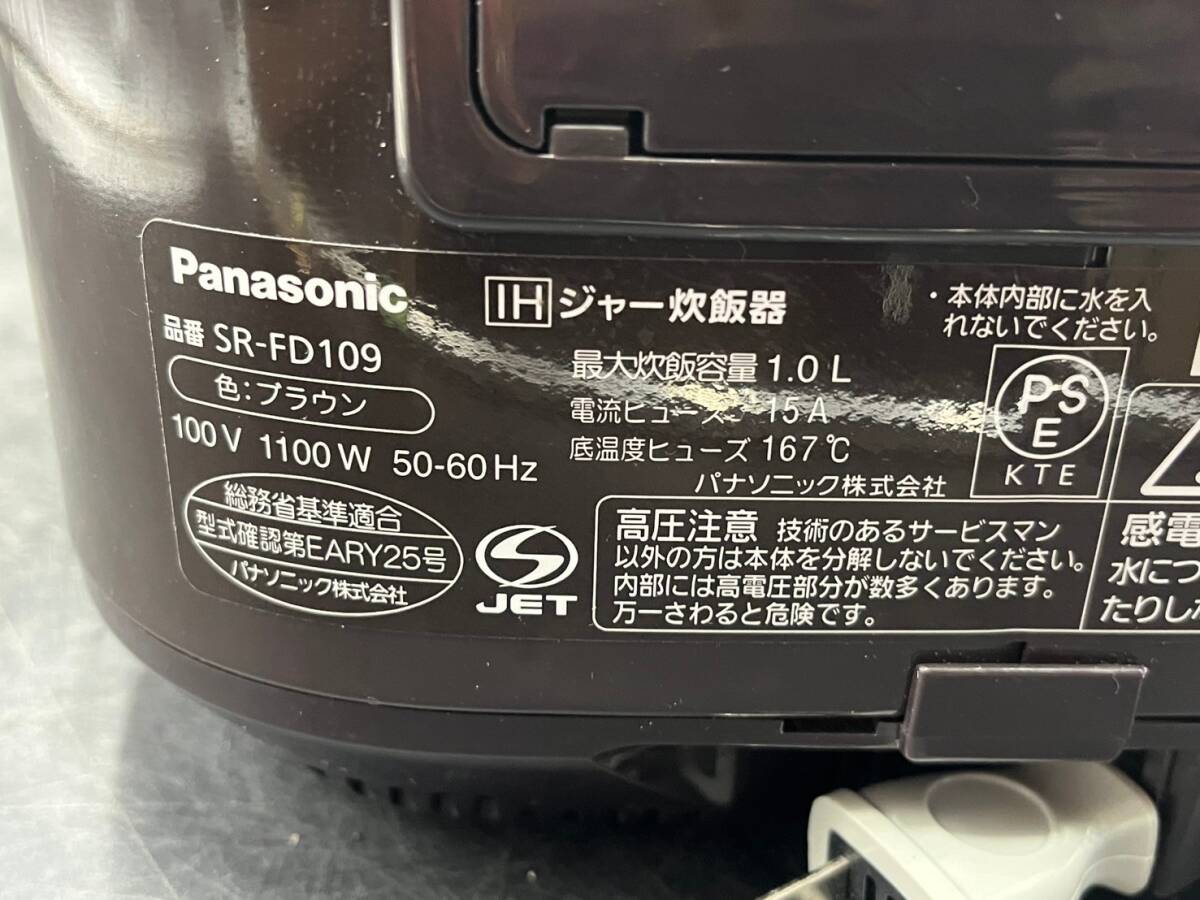 Panasonic
IH ジャー炊飯器
品番 SR-FD109
色:ブラウン
100V 1100W 50-60Hz
最大炊飯容量 1.0L
電流ヒューズ 15A
底温度ヒューズ 167℃
パナソニック株式会社
・本体内部に水を入
れないでください。
PS
E
KTE
総務省基準適合
型式確認第EARY25号
パナソニック株式会社
S
JET
高圧注意 技術のあるサービスマン
以外の方は本体を分解しないでください。
内部には高電圧部分が数多くあります。
万一さわると危険です。
感電
水につ
たりし